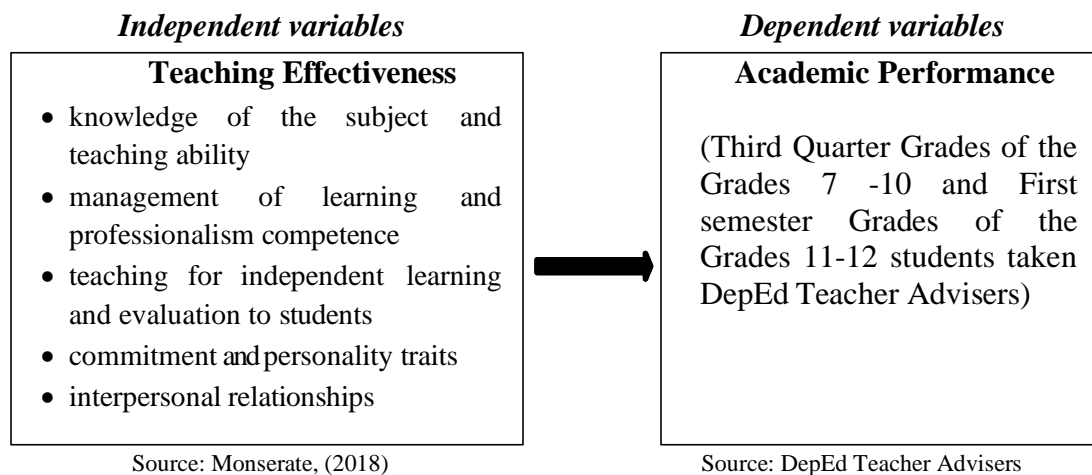 Independent variables
Teaching Effectiveness
• knowledge of the subject and
teaching ability
• management of learning and
professionalism competence
• teaching for independent learning
and evaluation to students
• commitment and personality traits
• interpersonal relationships
Source: Monserate, (2018)
Dependent variables
Academic Performance
(Third Quarter Grades of the
Grades 7 -10 and First
semester Grades of the
Grades 11-12 students taken
DepEd Teacher Advisers)
Source: DepEd Teacher Advisers